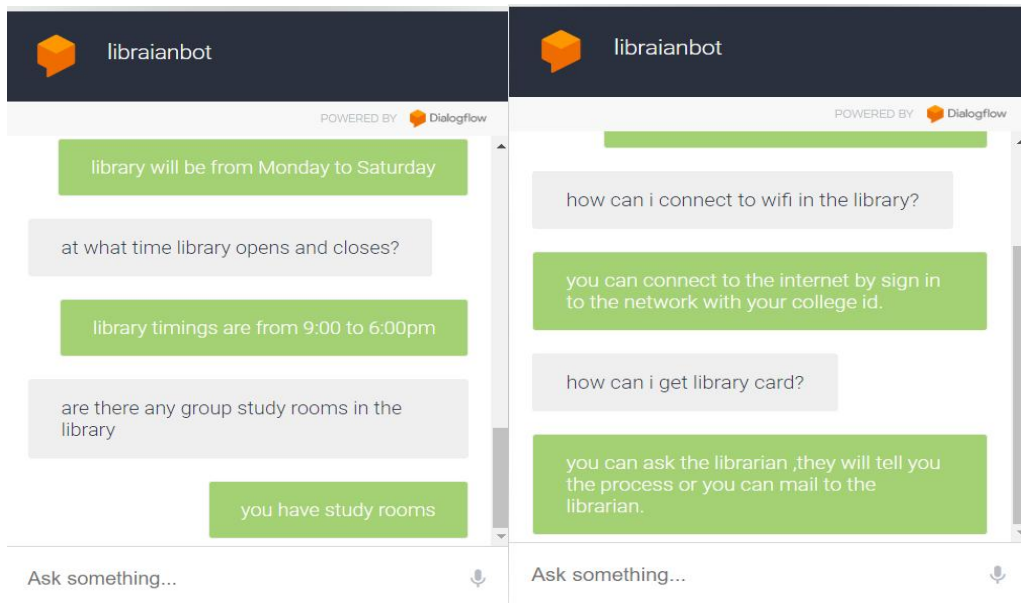 libraianbot
POWERED BY Dialogflow
library will be from Monday to Saturday
at what time library opens and closes?
library timings are from 9:00 to 6:00pm
are there any group study rooms in the
library
you have study rooms
Ask something...
libraianbot
POWERED BY Dialogflow
how can i connect to wifi in the library?
you can connect to the internet by sign in
to the network with your college id.
how can i get library card?
you can ask the librarian ,they will tell you
the process or you can mail to the
librarian.
Ask something...